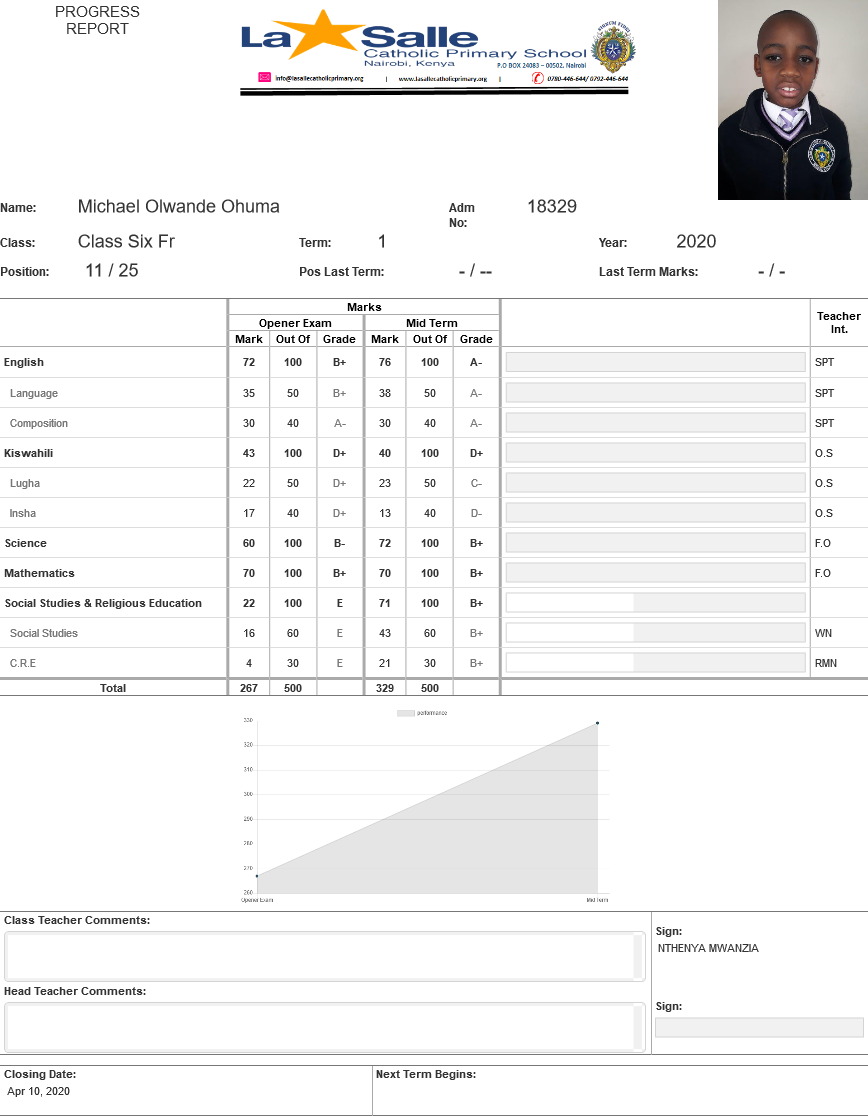 PROGRESS
REPORT
La Salle
Catholic Primary School
Nairobi, Kenya
P.O BOX 24083 – 00502, Nairobi
info@lasallecatholicprimary.org | www.lasallecatholicprimary.org | 0780-446-644/ 0792-446-644
Name: Michael Olwande Ohuma Adm No: 18329
Class: Class Six Fr Term: 1 Year: 2020
Position: 11 / 25 Pos Last Term: - / -- Last Term Marks: - / -
Marks
Opener Exam Mid Term Teacher Int.
Mark Out Of Grade Mark Out Of Grade
English 72 100 B+ 76 100 A- SPT
Language 35 50 B+ 38 50 A- SPT
Composition 30 40 A- 30 40 A- SPT
Kiswahili 43 100 D+ 40 100 D+ O.S
Lugha 22 50 D+ 23 50 C- O.S
Insha 17 40 D+ 13 40 D- O.S
Science 60 100 B- 72 100 B+ F.O
Mathematics 70 100 B+ 70 100 B+ F.O
Social Studies & Religious Education 22 100 E 71 100 B+
Social Studies 16 60 E 43 60 B+ WN
C.R.E 4 30 E 21 30 B+ RMN
Total 267 500 329 500
performance
330
320
310
300
290
280
270
260
Opener Exam Mid Term
Class Teacher Comments:
Sign:
NTHENYA MWANZIA
Head Teacher Comments:
Sign:
Closing Date: Next Term Begins:
Apr 10, 2020